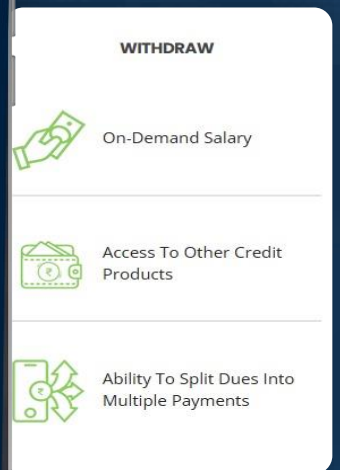 WITHDRAW
On-Demand Salary
Access To Other Credit
Products
Ability To Split Dues Into
Multiple Payments